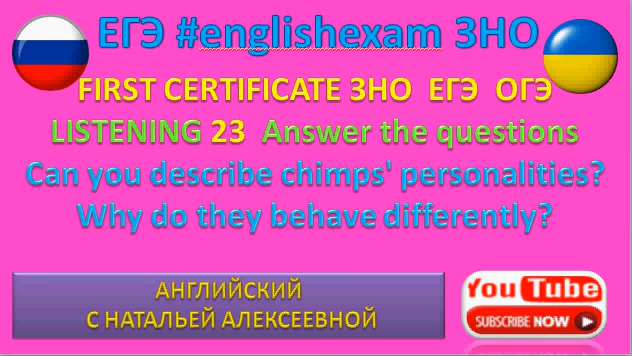 ЕГЭ #englishexam ЗНО
FIRST CERTIFICATE ЗНО ЕГЭ ОГЭ
LISTENING 23 Answer the questions
Can you describe chimps' personalities?
Why do they behave differently?
АНГЛИЙСКИЙ
С НАТАЛЬЕЙ АЛЕКСЕЕВНОЙ
YouTube
SUBSCRIBE NOW